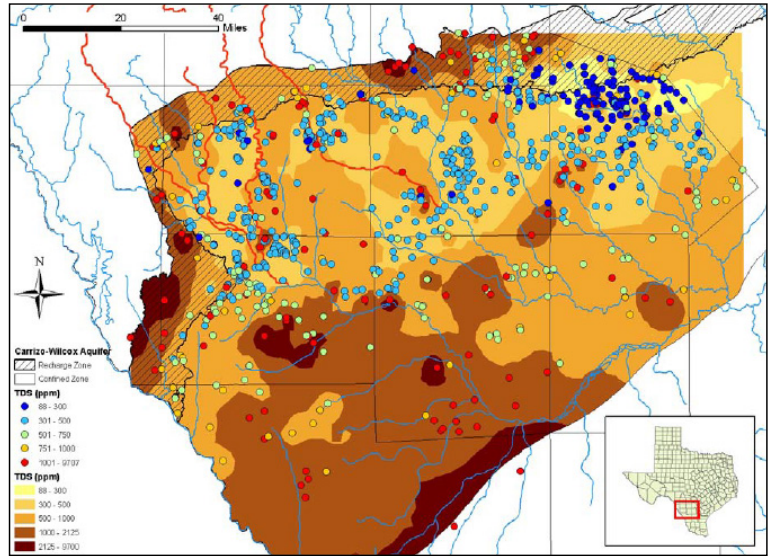 0 20 40
Miles
N
Carrizo-Wilcox Aquifer
Recharge Zone
Confined Zone
TDS (ppm)
88 - 300
301 - 500
501 - 750
751 - 1000
1001 - 9707
TDS (ppm)
88 - 300
300 - 500
500 - 1000
1000 - 2125
2125 - 9700